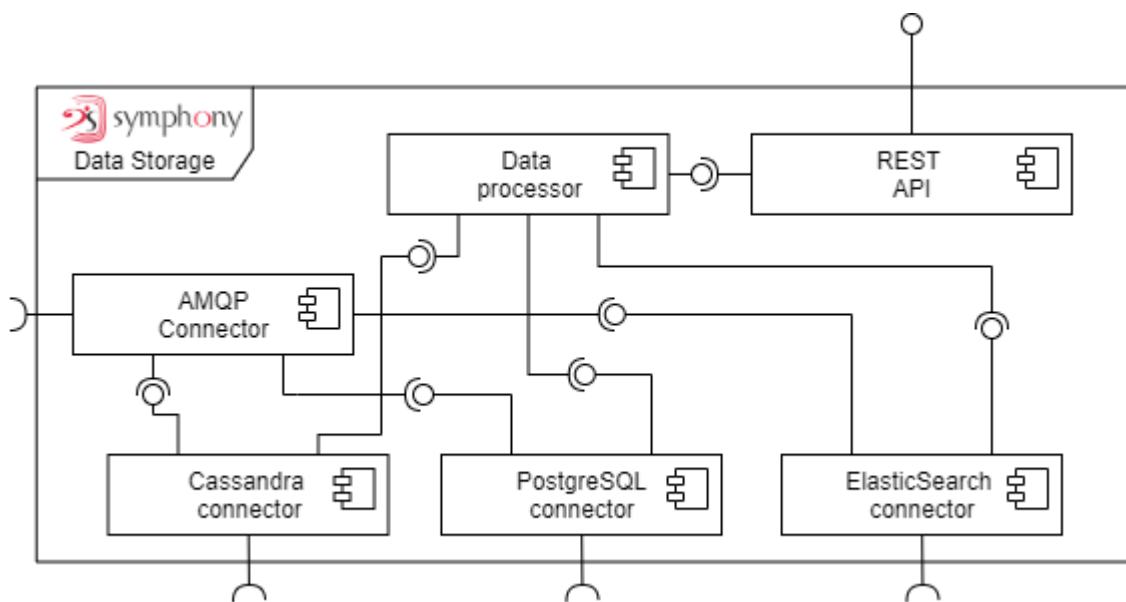 symphony
Data Storage
Data
processor
REST
API
AMQP
Connector
Cassandra
connector
PostgreSQL
connector
ElasticSearch
connector